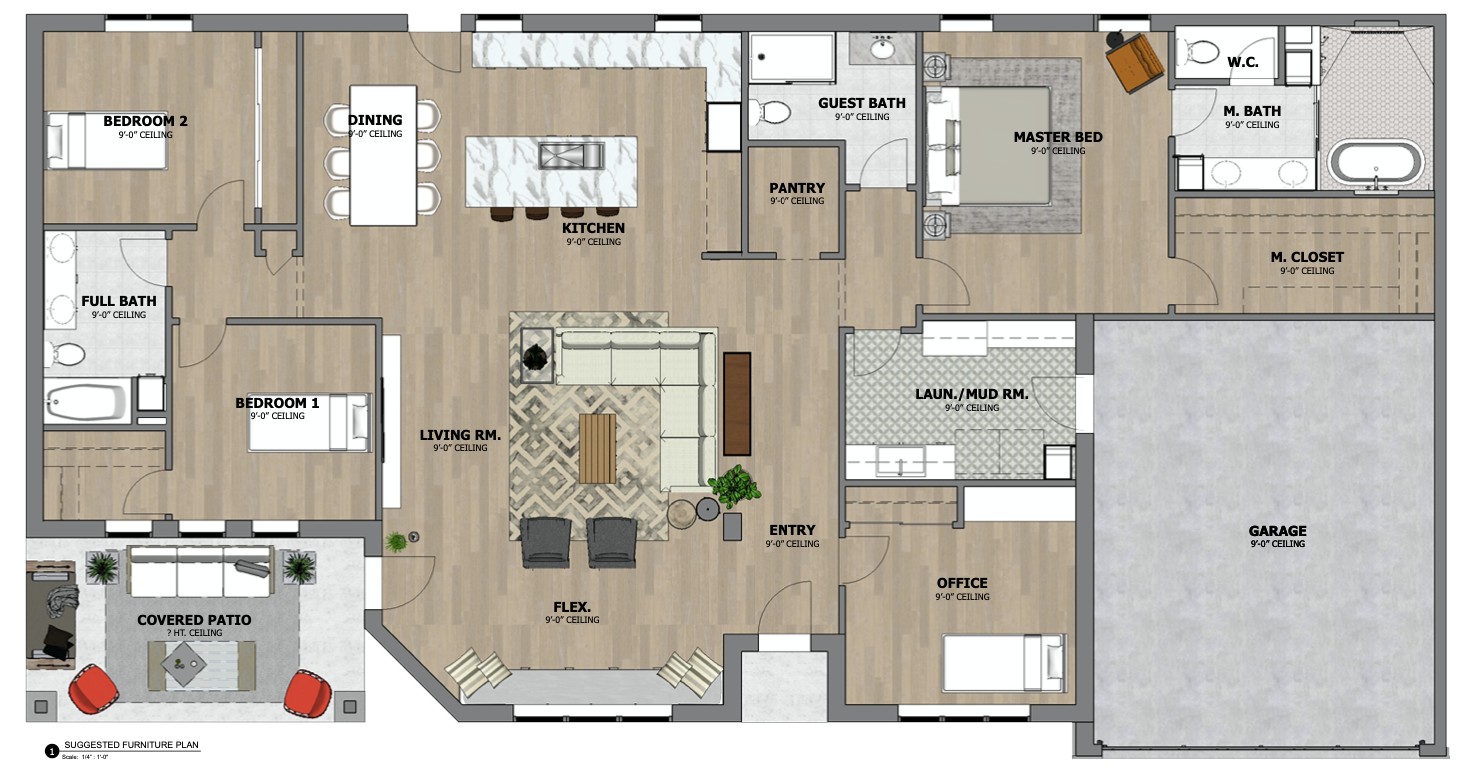 W.C.
9'-0" CEILING
BEDROOM 2
9'-0" CEILING
DINING
9'-0" CEILING
GUEST BATH
9'-0" CEILING
M. BATH
9'-0" CEILING
MASTER BED
9'-0" CEILING
PANTRY
9'-0" CEILING
KITCHEN
9'-0" CEILING
M. CLOSET
9'-0" CEILING
FULL BATH
9'-0" CEILING
BEDROOM 1
9'-0" CEILING
LAUN./MUD RM.
9'-0" CEILING
LIVING RM.
9'-0" CEILING
ENTRY
9'-0" CEILING
GARAGE
9'-0" CEILING
OFFICE
9'-0" CEILING
FLEX.
9'-0" CEILING
COVERED PATIO
? HT. CEILING
1 SUGGESTED FURNITURE PLAN
Scale: 1/4" : 1'-0"